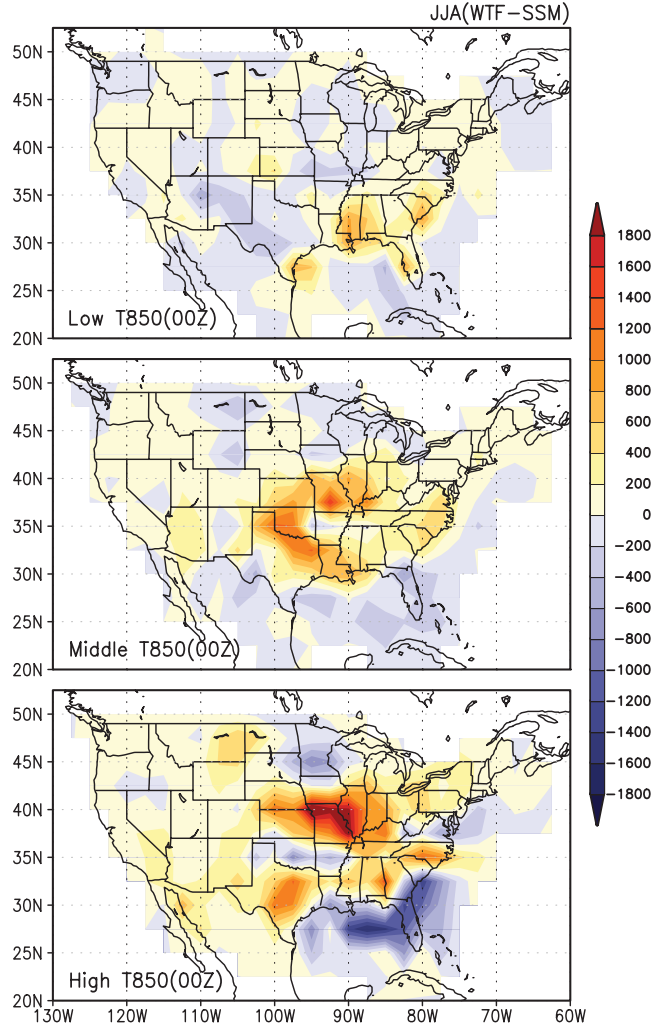 JJA(WTF−SSM)
50N
45N
40N
35N
30N
25N
20N
Low T850(00Z)
50N
45N
40N
35N
30N
25N
20N
Middle T850(00Z)
50N
45N
40N
35N
30N
25N
20N
High T850(00Z)
130W 120W 110W 100W 90W 80W 70W 60W
1800
1600
1400
1200
1000
800
600
400
200
0
−200
−400
−600
−800
−1000
−1200
−1400
−1600
−1800